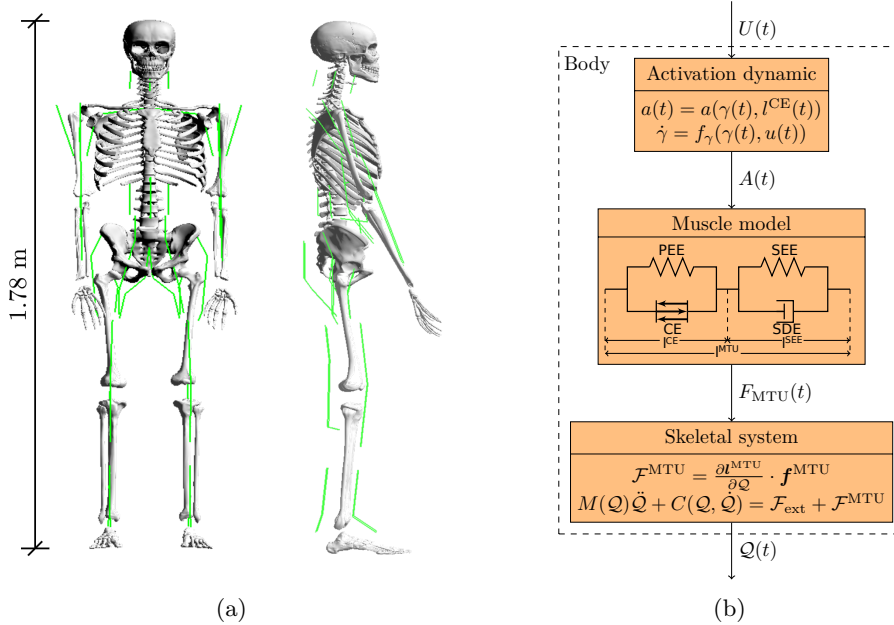 1.78 m
(a)
U(t)
Body
Activation dynamic
a(t) = a(γ(t), l^CE(t))
γ̇ = f_γ(γ(t), u(t))
A(t)
Muscle model
PEE
SEE
CE
SDE
l^CE
l^SEE
l^MTU
F_MTU(t)
Skeletal system
𝓕^MTU = ∂𝒍^MTU/∂𝒬 · 𝒇^MTU
M(𝒬)𝒬̈ + C(𝒬, 𝒬̇) = 𝓕_ext + 𝓕^MTU
𝒬(t)
(b)